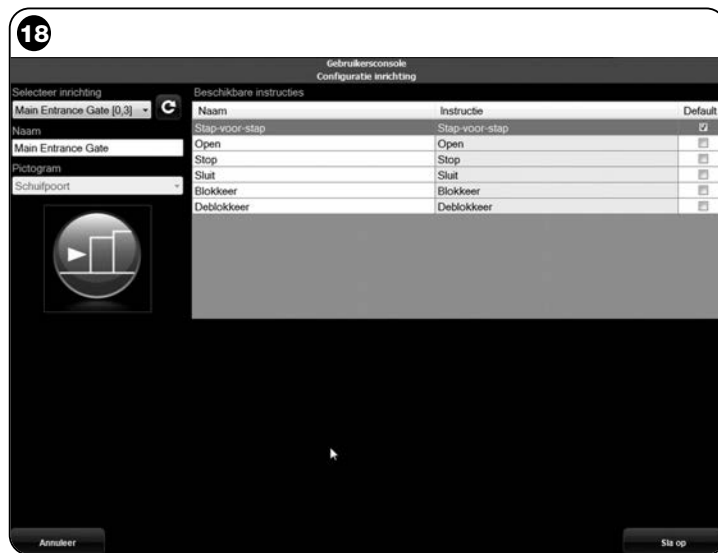 18
Gebruikersconsole
Configuratie inrichting
Selecteer inrichting
Main Entrance Gate [0,3]
Naam
Main Entrance Gate
Pictogram
Schuifpoort
Beschikbare instructies
Naam Instructie Default
Stap-voor-stap Stap-voor-stap
Open Open
Stop Stop
Sluit Sluit
Blokkeer Blokkeer
Deblokkeer Deblokkeer
Annuleer Sla op